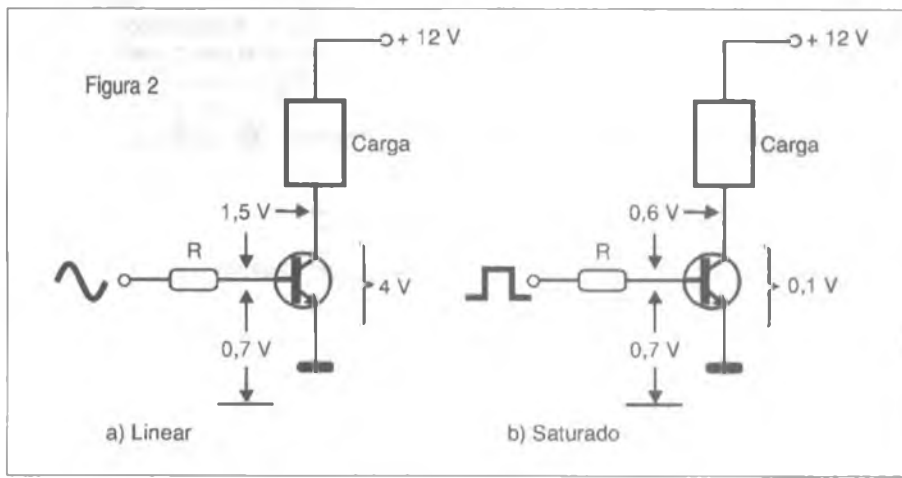 Figura 2
+ 12 V
Carga
1,5 V
R
4 V
0,7 V
a) Linear
+ 12 V
Carga
0,6 V
R
0,1 V
0,7 V
b) Saturado